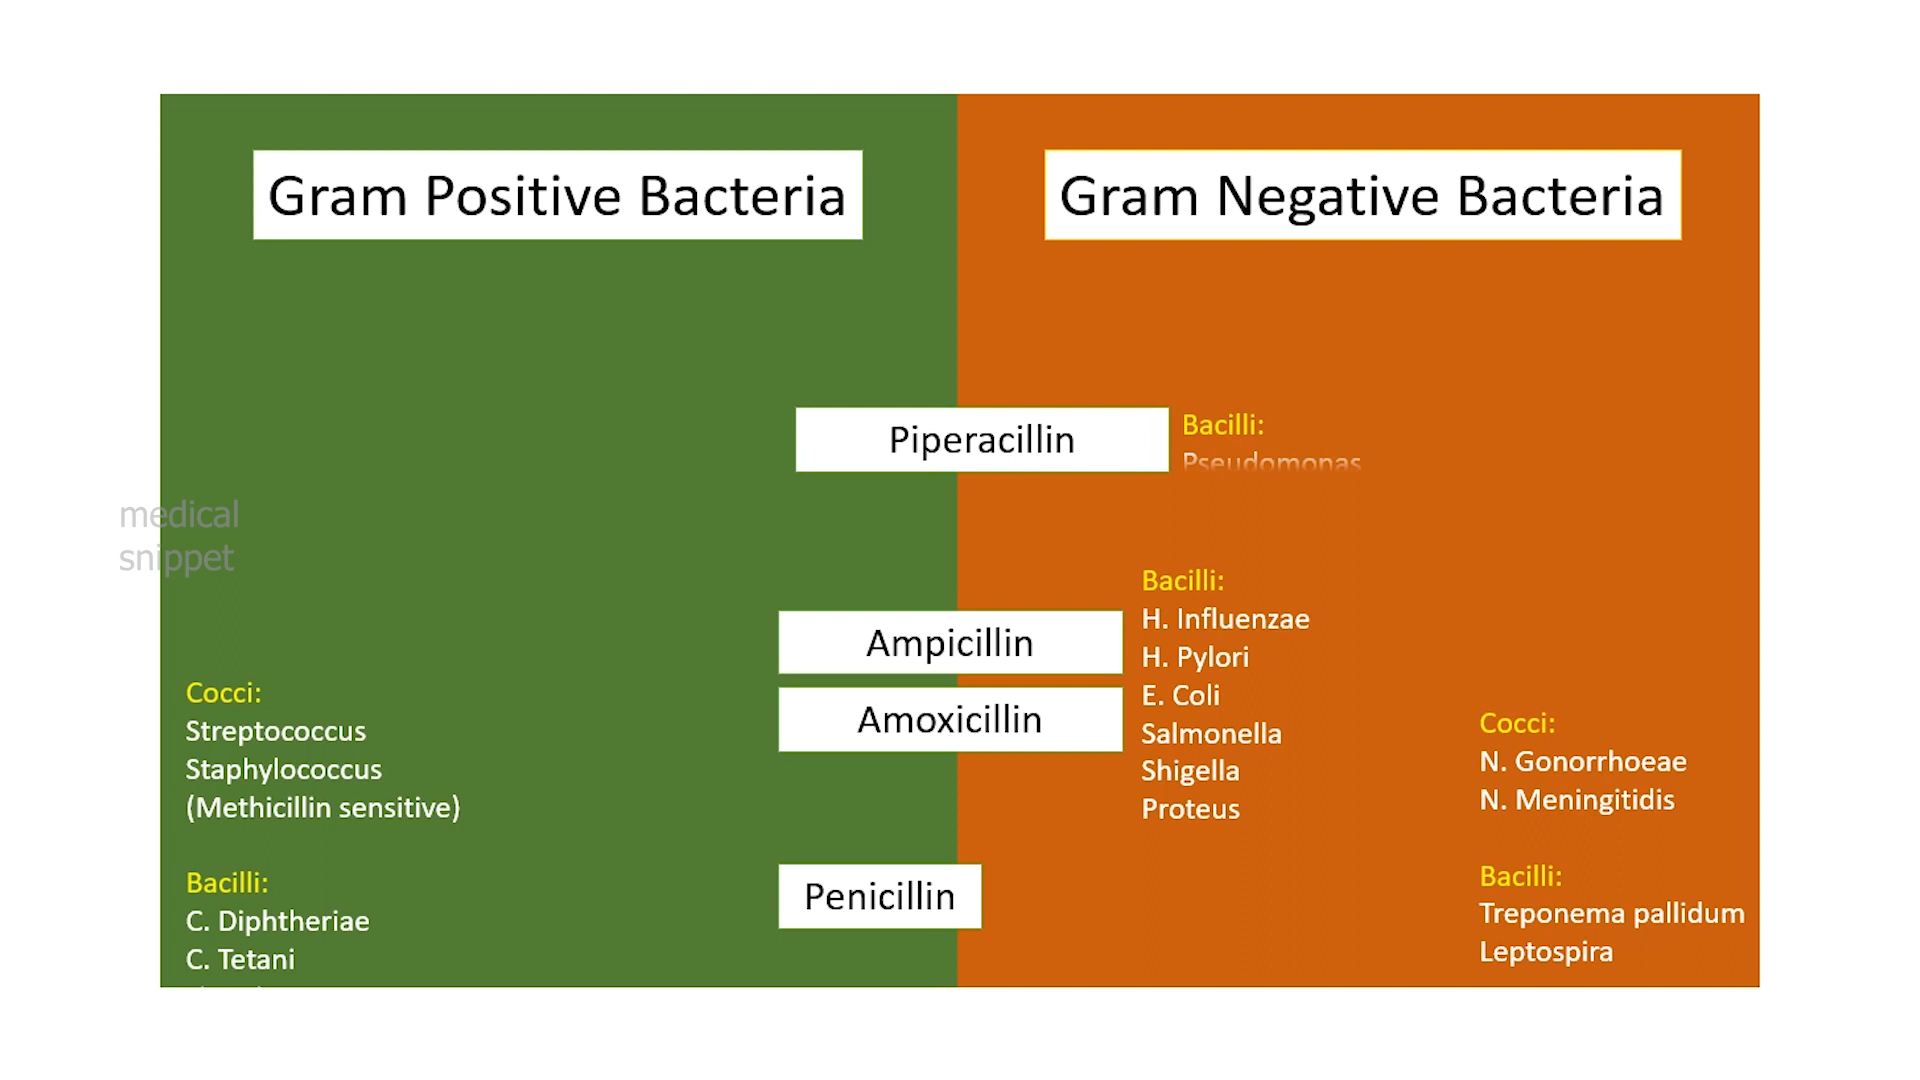 Gram Positive Bacteria
Gram Negative Bacteria
Piperacillin
Bacilli:
Pseudomonas
medical
snippet
Ampicillin
Amoxicillin
Bacilli:
H. Influenzae
H. Pylori
E. Coli
Salmonella
Shigella
Proteus
Cocci:
Streptococcus
Staphylococcus
(Methicillin sensitive)
Bacilli:
C. Diphtheriae
C. Tetani
Penicillin
Cocci:
N. Gonorrhoeae
N. Meningitidis
Bacilli:
Treponema pallidum
Leptospira